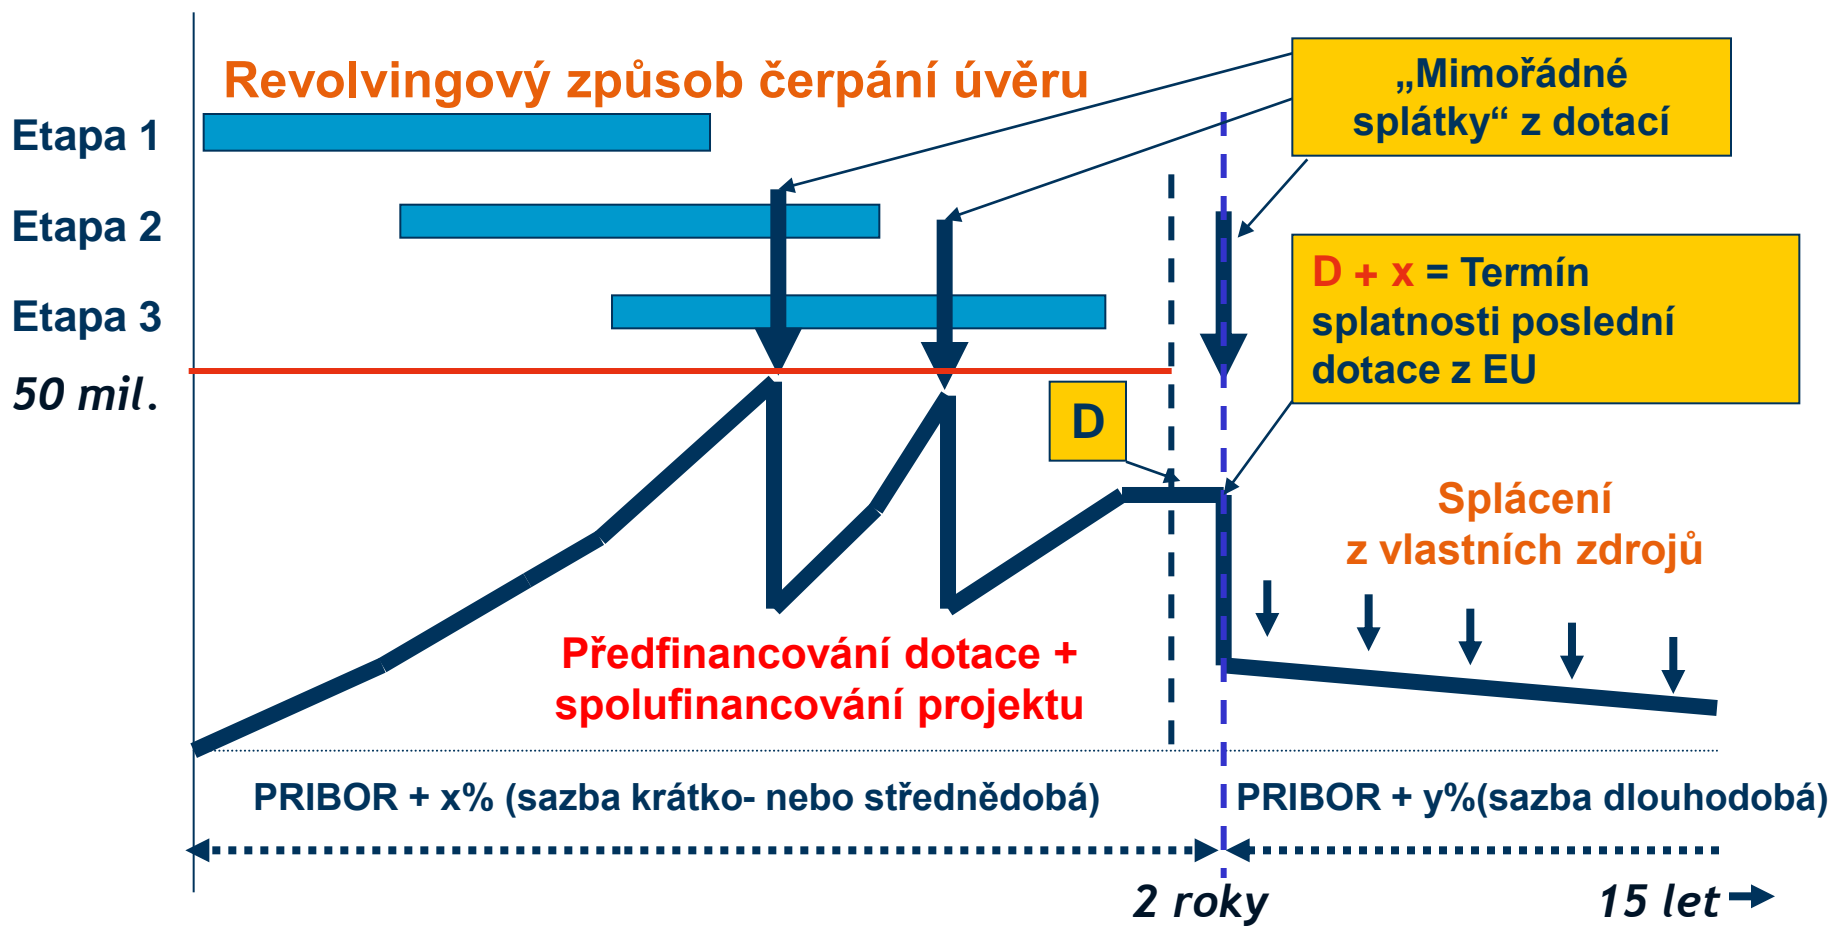 Revolvingový způsob čerpání úvěru
„Mimořádné
splátky“ z dotací
Etapa 1
Etapa 2
Etapa 3
D + x = Termín
splatnosti poslední
dotace z EU
50 mil.
D
Splácení
z vlastních zdrojů
Předfinancování dotace +
spolufinancování projektu
PRIBOR + x% (sazba krátko- nebo střednědobá)
PRIBOR + y%(sazba dlouhodobá)
2 roky
15 let